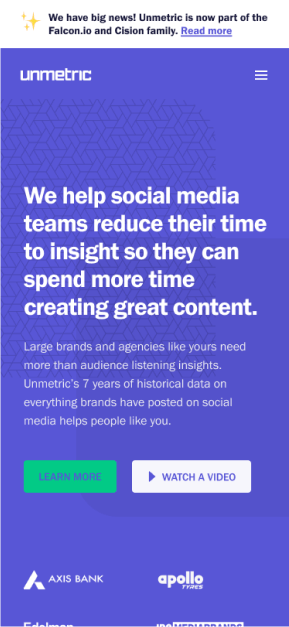 We have big news! Unmetric is now part of the
Falcon.io and Cision family. Read more
unmetric
We help social media
teams reduce their time
to insight so they can
spend more time
creating great content.
Large brands and agencies like yours need
more than audience listening insights.
Unmetric's 7 years of historical data on
everything brands have posted on social
media helps people like you.
LEARN MORE
WATCH A VIDEO
AXIS BANK
apollo
TYRES
Edelman
IPG MEDIABRANDS